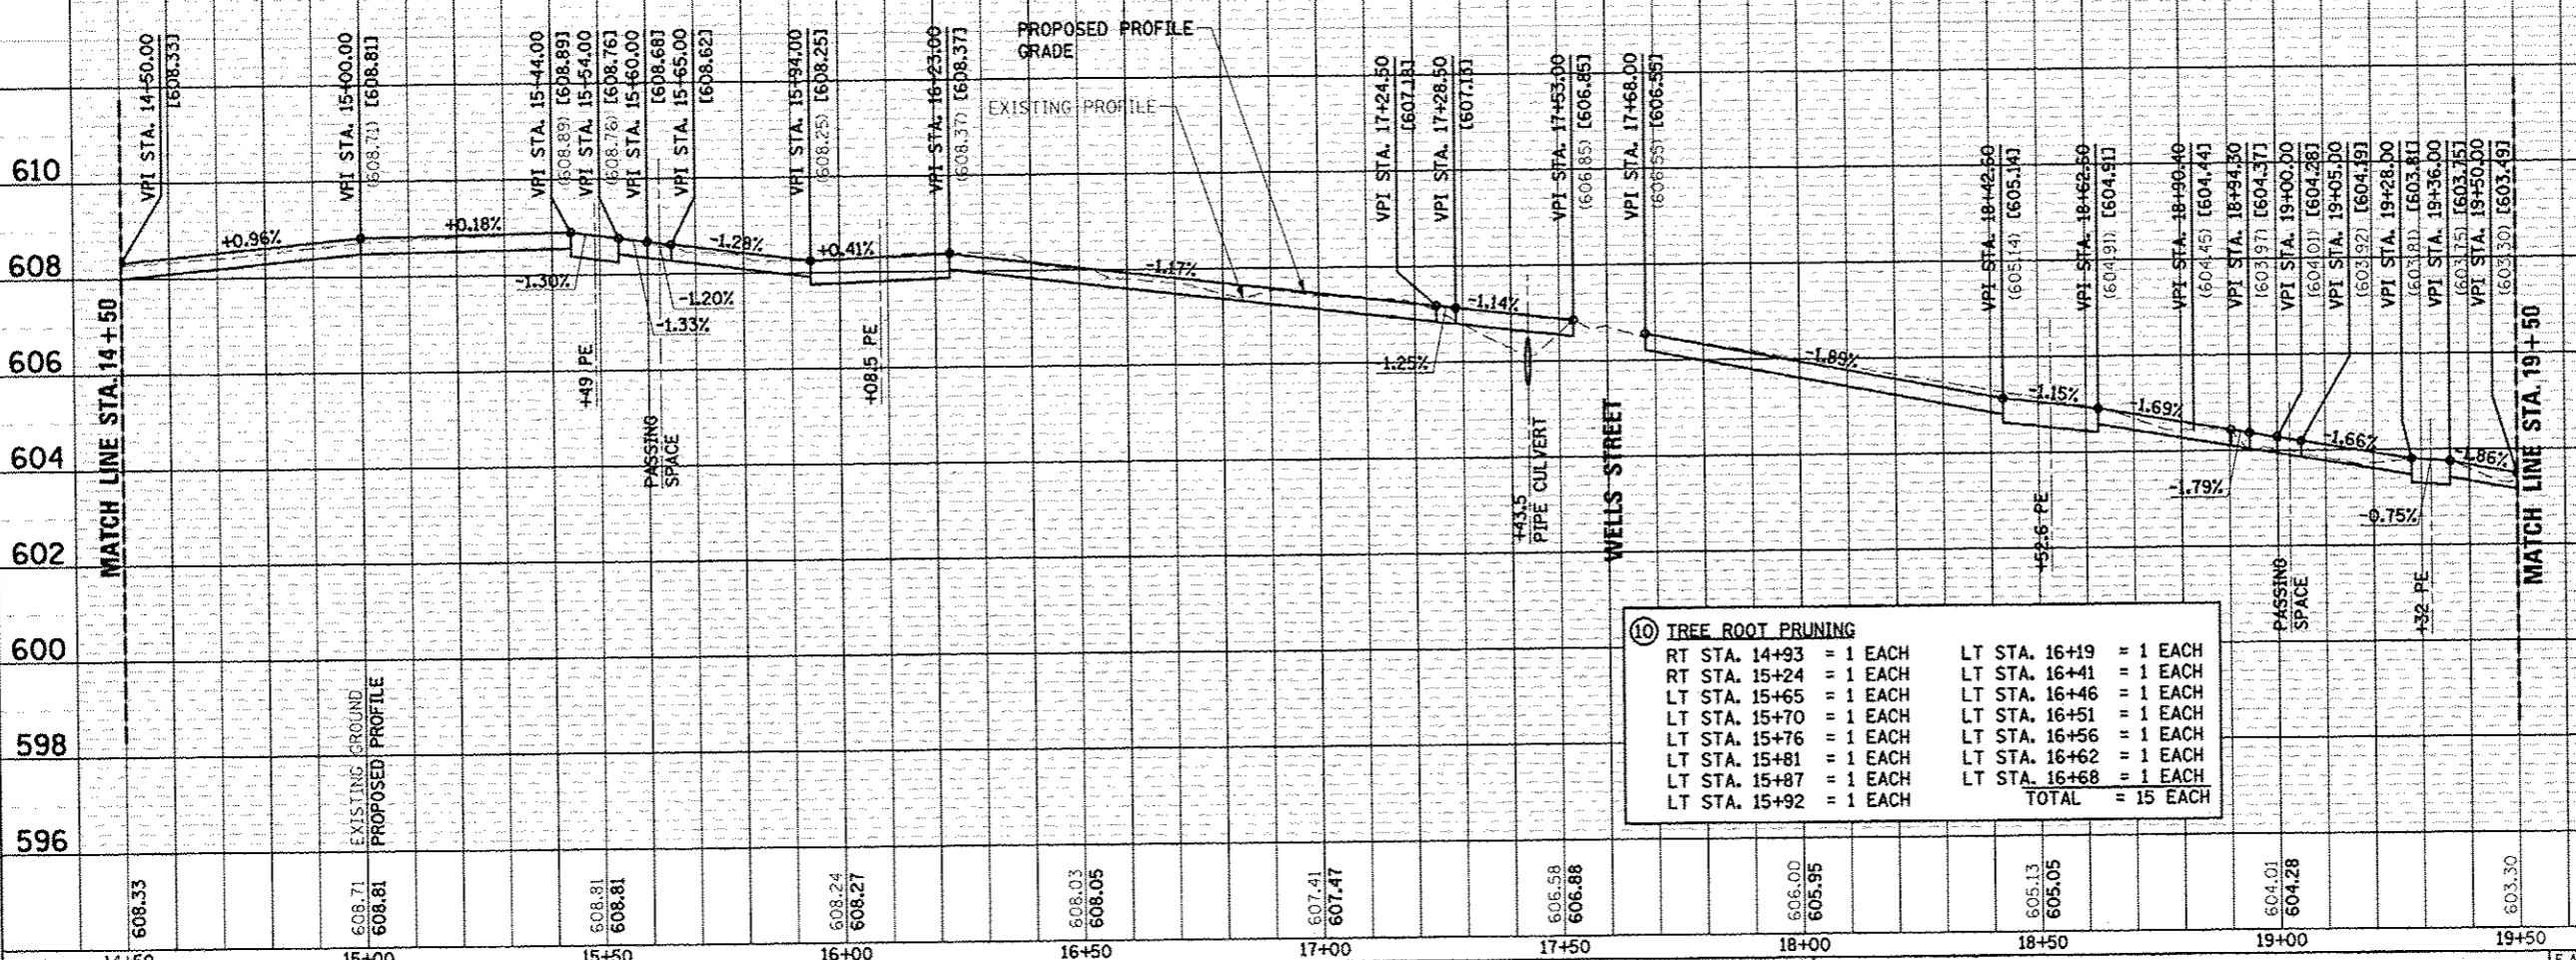 VPI STA. 14+50.00
[608.33]
VPI STA. 15+00.00
(608.71) [608.81]
VPI STA. 15+44.00
(608.89) [608.89]
VPI STA. 15+54.00
(608.76) [608.76]
VPI STA. 15+60.00
[608.68]
VPI STA. 15+65.00
[608.62]
VPI STA. 15+94.00
(608.25) [608.25]
VPI STA. 16+23.00
(608.37) [608.37]
PROPOSED PROFILE
GRADE
EXISTING PROFILE
VPI STA. 17+24.50
[607.18]
VPI STA. 17+28.50
[607.13]
VPI STA. 17+53.00
(606.85) [606.85]
VPI STA. 17+68.00
(606.55) [606.55]
VPI STA. 18+42.60
(605.14) [605.14]
VPI STA. 18+62.60
(604.91) [604.91]
VPI STA. 18+90.40
(604.45) [604.44]
VPI STA. 18+94.30
(603.97) [604.37]
VPI STA. 19+00.00
(604.01) [604.28]
VPI STA. 19+05.00
(603.92) [604.19]
VPI STA. 19+28.00
(603.81) [603.81]
VPI STA. 19+36.00
(603.75) [603.75]
VPI STA. 19+50.00
(603.30) [603.49]
610
608
606
604
602
600
598
596
+0.96%
+0.18%
-1.30%
-1.20%
-1.33%
-1.28%
+0.41%
-1.17%
-1.14%
1.25%
-1.89%
-1.15%
-1.69%
-1.79%
-1.66%
-0.75%
-1.86%
MATCH LINE STA. 14+50
+49 PE
PASSING
SPACE
+08.5 PE
+43.5
PIPE CULVERT
WELLS STREET
+52.6 PE
PASSING
SPACE
+32 PE
MATCH LINE STA. 19+50
EXISTING GROUND
PROPOSED PROFILE
10 TREE ROOT PRUNING
RT STA. 14+93 = 1 EACH
RT STA. 15+24 = 1 EACH
LT STA. 15+65 = 1 EACH
LT STA. 15+70 = 1 EACH
LT STA. 15+76 = 1 EACH
LT STA. 15+81 = 1 EACH
LT STA. 15+87 = 1 EACH
LT STA. 15+92 = 1 EACH
LT STA. 16+19 = 1 EACH
LT STA. 16+41 = 1 EACH
LT STA. 16+46 = 1 EACH
LT STA. 16+51 = 1 EACH
LT STA. 16+56 = 1 EACH
LT STA. 16+62 = 1 EACH
LT STA. 16+68 = 1 EACH
TOTAL = 15 EACH
608.33
608.71
608.81
608.81
608.81
608.24
608.27
608.03
608.05
607.41
607.47
606.58
606.88
606.00
605.95
605.13
605.05
604.01
604.28
603.30
14+50
15+00
15+50
16+00
16+50
17+00
17+50
18+00
18+50
19+00
19+50